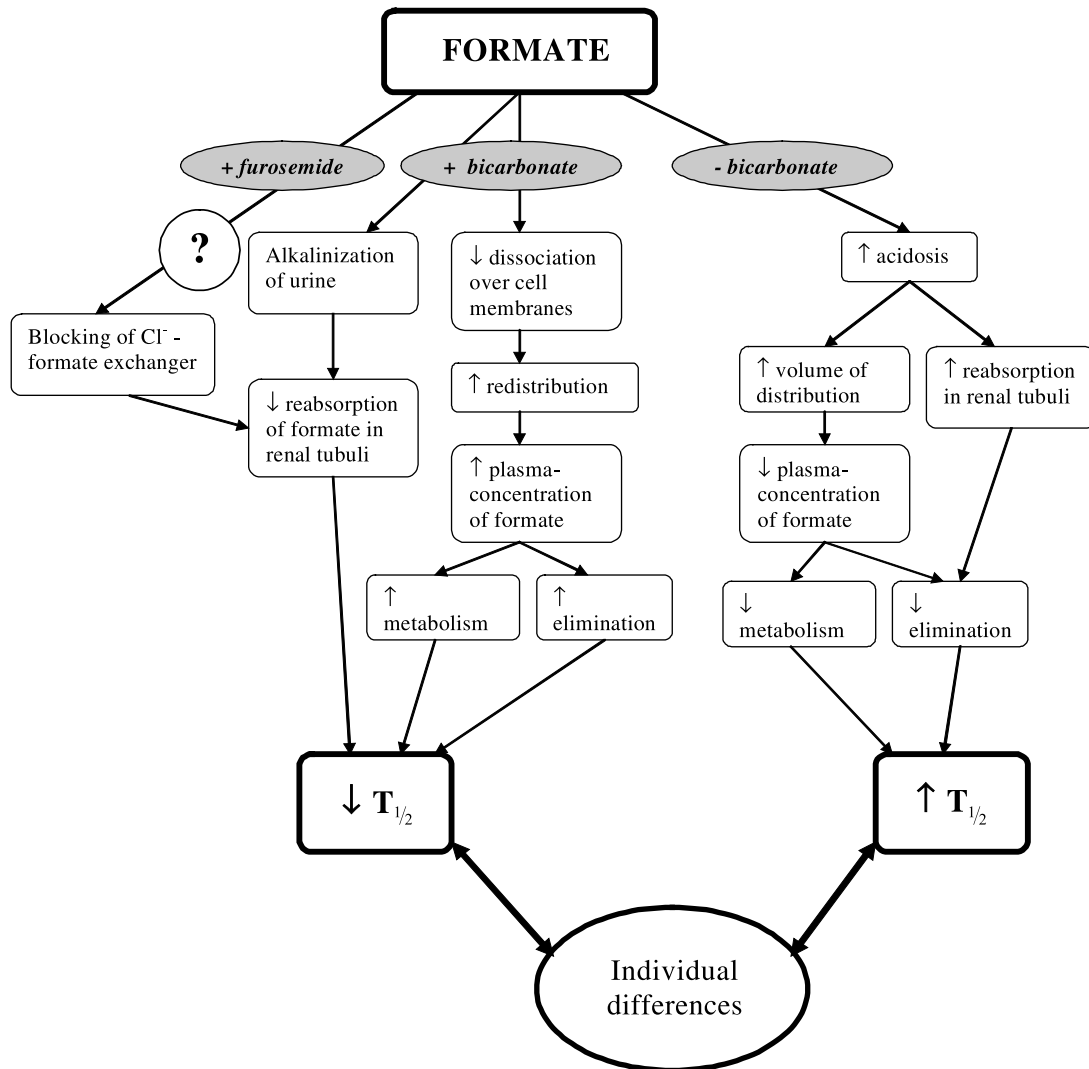 FORMATE
+ furosemide
+ bicarbonate
- bicarbonate
?
Alkalinization
of urine
↓ dissociation
over cell
membranes
↑ acidosis
Blocking of Cl⁻ -
formate exchanger
↓ reabsorption
of formate in
renal tubuli
↑ redistribution
↑ volume of
distribution
↑ reabsorption
in renal tubuli
↑ plasma-
concentration
of formate
↓ plasma-
concentration
of formate
↑
metabolism
↑
elimination
↓
metabolism
↓
elimination
↓ T1/2
↑ T1/2
Individual
differences